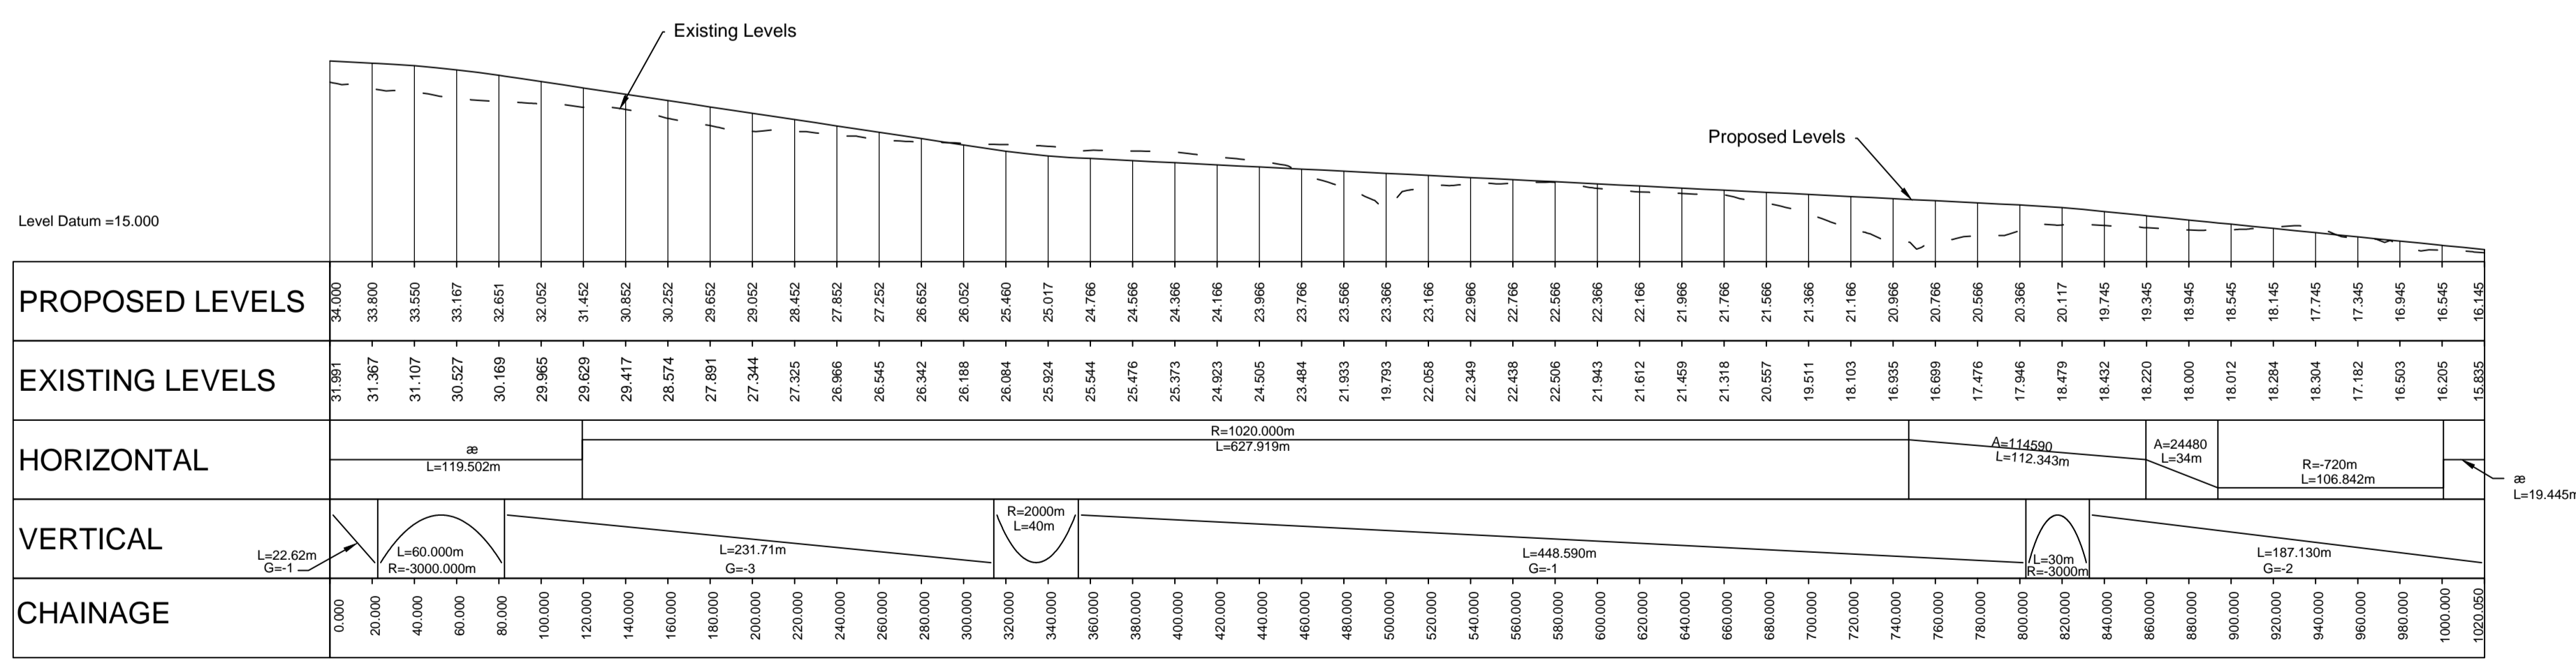 Existing Levels
Proposed Levels
Level Datum =15.000
PROPOSED LEVELS 34.000 33.800 33.550 33.167 32.651 32.052 31.452 30.852 30.252 29.652 29.052 28.452 27.852 27.252 26.652 26.052 25.460 25.017 24.766 24.566 24.366 24.166 23.966 23.766 23.566 23.366 23.166 22.966 22.766 22.566 22.366 22.166 21.966 21.766 21.566 21.366 21.166 20.966 20.766 20.566 20.366 20.117 19.745 19.345 18.945 18.545 18.145 17.745 17.345 16.945 16.545 16.145
EXISTING LEVELS 31.991 31.367 31.107 30.527 30.169 29.965 29.629 29.417 28.574 27.891 27.344 27.325 26.966 26.545 26.342 26.188 26.084 25.924 25.544 25.476 25.373 24.923 24.505 23.484 21.933 19.793 22.058 22.349 22.438 22.506 21.943 21.612 21.459 21.318 20.557 19.511 18.103 16.935 16.699 17.476 17.946 18.479 18.432 18.220 18.000 18.012 18.284 18.304 17.182 16.503 16.205 15.835
HORIZONTAL
æ
L=119.502m
R=1020.000m
L=627.919m
A=114590
L=112.343m
A=24480
L=34m
R=-720m
L=106.842m
æ
L=19.445m
VERTICAL
L=22.62m
G=-1
L=60.000m
R=-3000.000m
L=231.71m
G=-3
R=2000m
L=40m
L=448.590m
G=-1
L=30m
R=-3000m
L=187.130m
G=-2
CHAINAGE 0.000 20.000 40.000 60.000 80.000 100.000 120.000 140.000 160.000 180.000 200.000 220.000 240.000 260.000 280.000 300.000 320.000 340.000 360.000 380.000 400.000 420.000 440.000 460.000 480.000 500.000 520.000 540.000 560.000 580.000 600.000 620.000 640.000 660.000 680.000 700.000 720.000 740.000 760.000 780.000 800.000 820.000 840.000 860.000 880.000 900.000 920.000 940.000 960.000 980.000 1000.000 1020.050